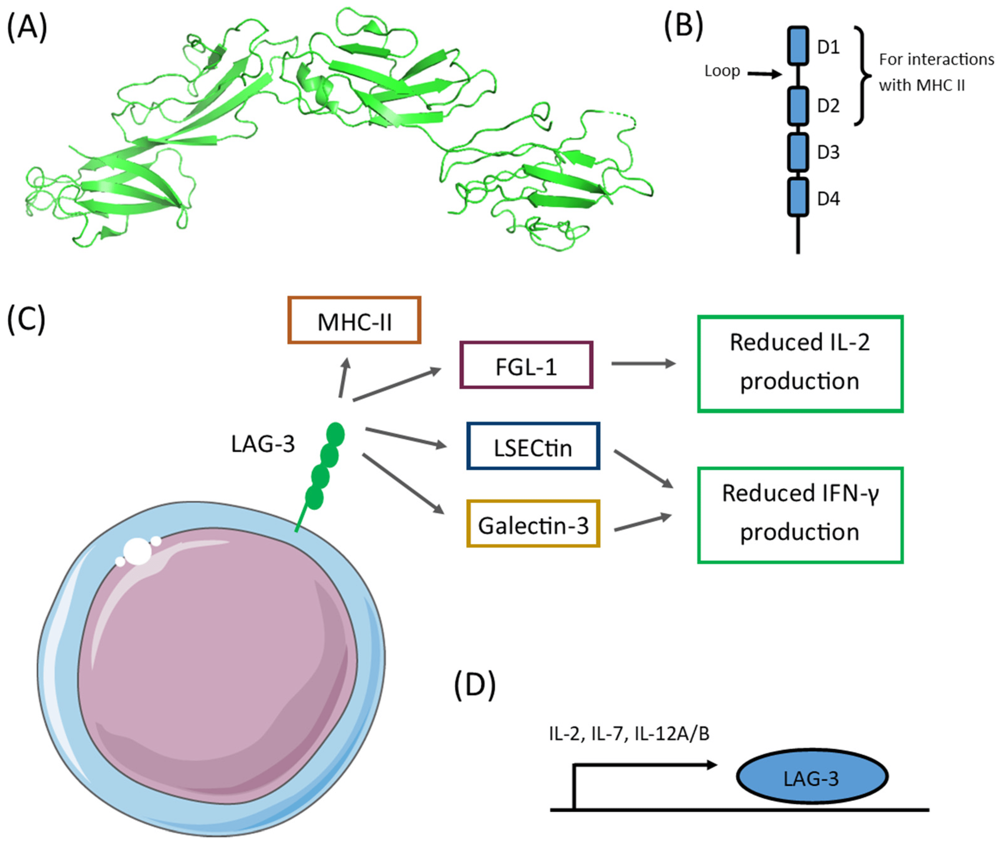 (A)
(B)
D1
Loop
For interactions
with MHC II
D2
D3
D4
(C)
MHC-II
FGL-1
Reduced IL-2
production
LAG-3
LSECtin
Galectin-3
Reduced IFN-γ
production
(D)
IL-2, IL-7, IL-12A/B
LAG-3